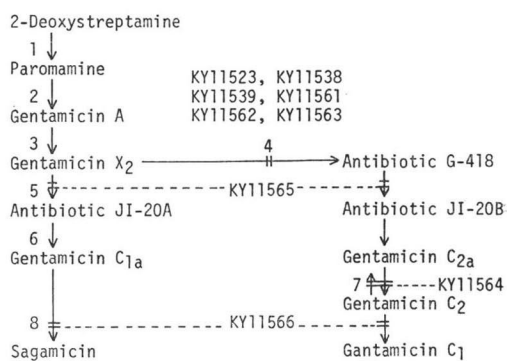 2-Deoxystreptamine
1
Paromamine
KY11523, KY11538
2
KY11539, KY11561
Gentamicin A
KY11562, KY11563
3
4
Gentamicin X2
Antibiotic G-418
5
KY11565
Antibiotic JI-20A
Antibiotic JI-20B
6
Gentamicin C1a
Gentamicin C2a
7
KY11564
Gentamicin C2
8
KY11566
Sagamicin
Gantamicin C1